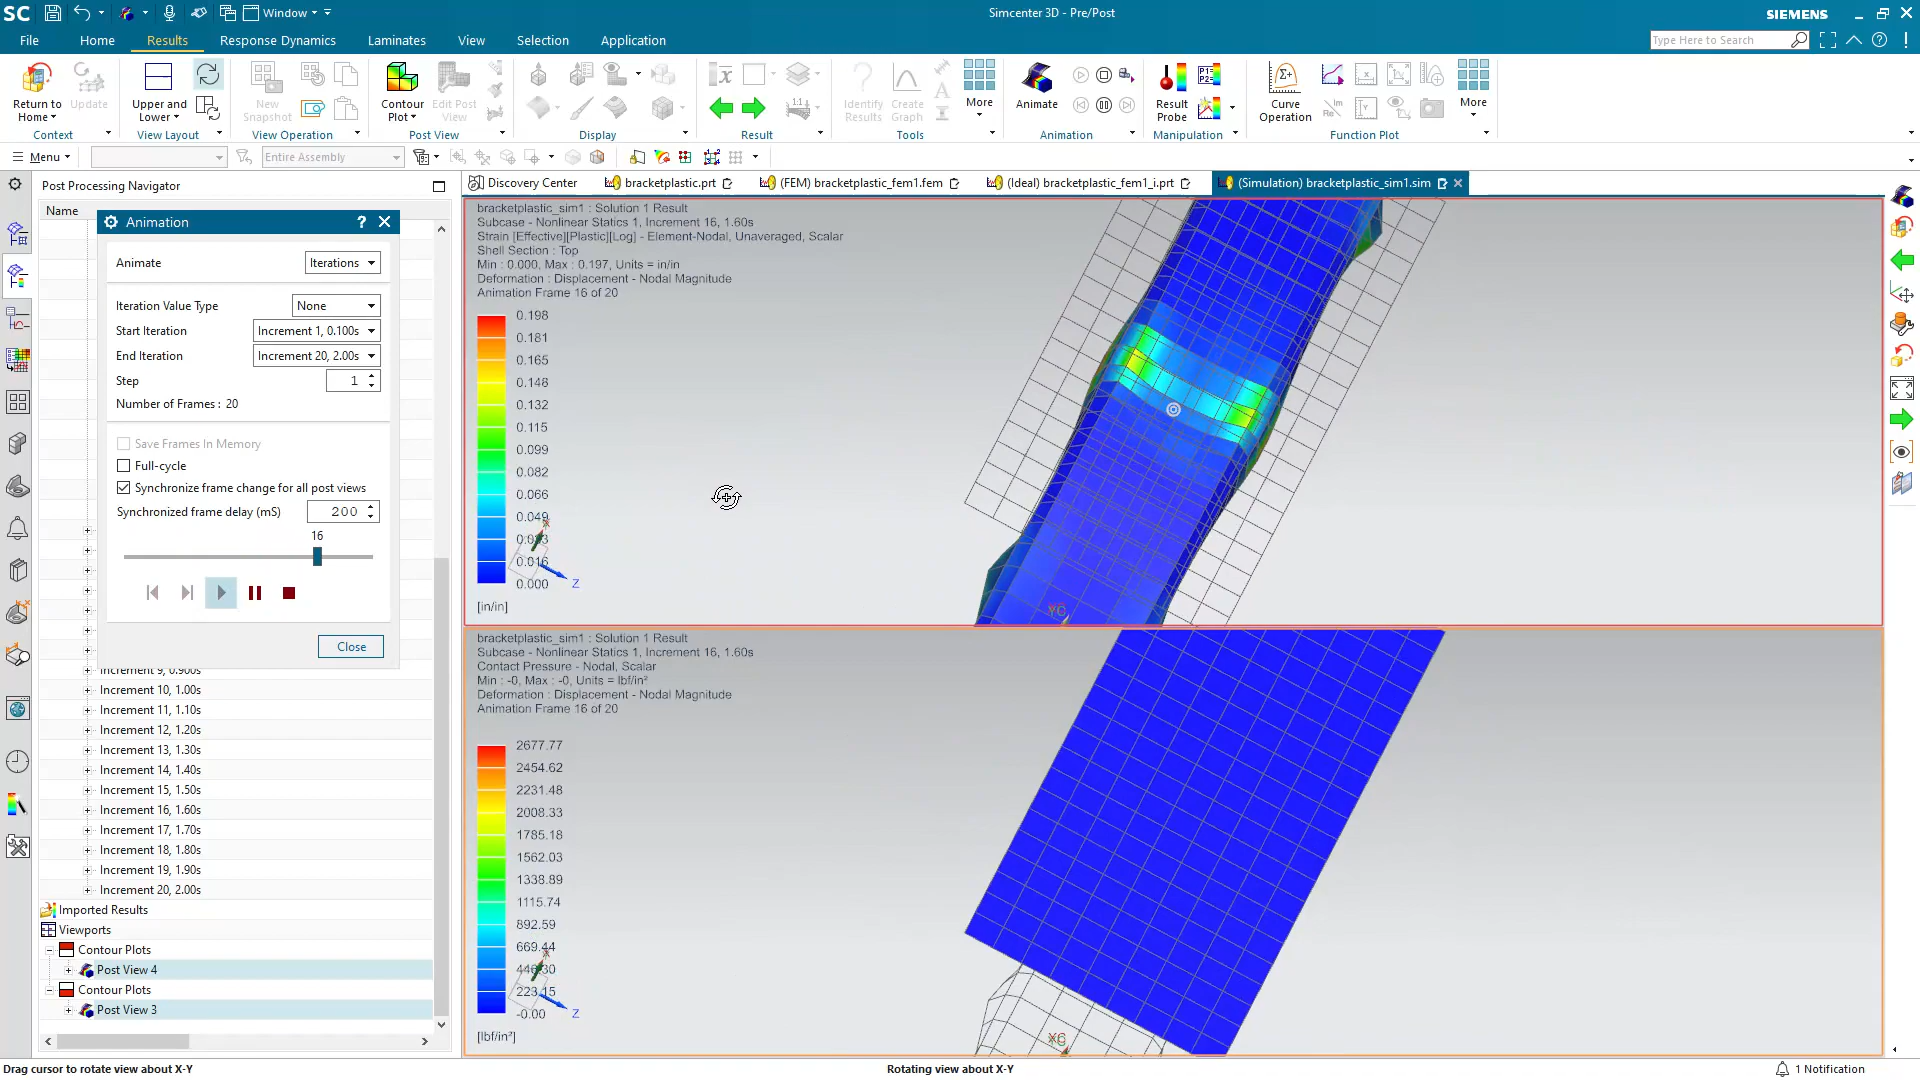 SC
Window
Simcenter 3D - Pre/Post
SIEMENS
File
Home
Results
Response Dynamics
Laminates
View
Selection
Application
Type Here to Search
Return to
Home
Update
Context
Upper and
Lower
View Layout
New
Snapshot
View Operation
Contour
Plot
Edit Post
View
Post View
Display
Result
Identify
Results
Create
Graph
More
Tools
Animate
Animation
Result
Probe
Manipulation
Curve
Operation
More
Function Plot
Menu
Entire Assembly
Post Processing Navigator
Name
Discovery Center
bracketplastic.prt
(FEM) bracketplastic_fem1.fem
(Ideal) bracketplastic_fem1_i.prt
(Simulation) bracketplastic_sim1.sim
Animation
Animate
Iterations
Iteration Value Type
None
Start Iteration
Increment 1, 0.100s
End Iteration
Increment 20, 2.00s
Step
1
Number of Frames : 20
Save Frames In Memory
Full-cycle
Synchronize frame change for all post views
Synchronized frame delay (mS)
200
16
Close
Increment 9, 0.900s
Increment 10, 1.00s
Increment 11, 1.10s
Increment 12, 1.20s
Increment 13, 1.30s
Increment 14, 1.40s
Increment 15, 1.50s
Increment 16, 1.60s
Increment 17, 1.70s
Increment 18, 1.80s
Increment 19, 1.90s
Increment 20, 2.00s
Imported Results
Viewports
Contour Plots
Post View 4
Contour Plots
Post View 3
bracketplastic_sim1 : Solution 1 Result
Subcase - Nonlinear Statics 1, Increment 16, 1.60s
Strain [Effective][Plastic][Log] - Element-Nodal, Unaveraged, Scalar
Shell Section : Top
Min : 0.000, Max : 0.197, Units = in/in
Deformation : Displacement - Nodal Magnitude
Animation Frame 16 of 20
0.198
0.181
0.165
0.148
0.132
0.115
0.099
0.082
0.066
0.049
0.033
0.016
0.000
[in/in]
Z
YC
bracketplastic_sim1 : Solution 1 Result
Subcase - Nonlinear Statics 1, Increment 16, 1.60s
Contact Pressure - Nodal, Scalar
Min : -0, Max : -0, Units = lbf/in²
Deformation : Displacement - Nodal Magnitude
Animation Frame 16 of 20
2677.77
2454.62
2231.48
2008.33
1785.18
1562.03
1338.89
1115.74
892.59
669.44
446.30
223.15
-0.00
[lbf/in²]
Z
Drag cursor to rotate view about X-Y
Rotating view about X-Y
1 Notification